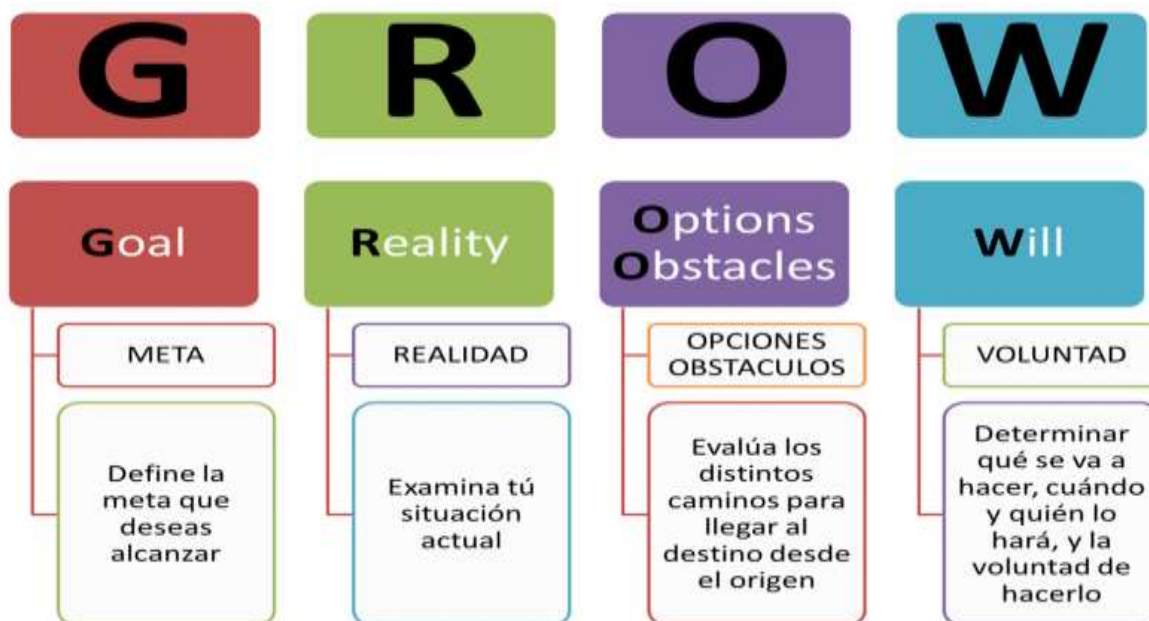 G
R
O
W
Goal
Reality
Options
Obstacles
Will
META
REALIDAD
OPCIONES
OBSTACULOS
VOLUNTAD
Define la
meta que
deseas
alcanzar
Examina tú
situación
actual
Evalúa los
distintos
caminos para
llegar al
destino desde
el origen
Determinar
qué se va a
hacer, cuándo
y quién lo
hará, y la
voluntad de
hacerlo